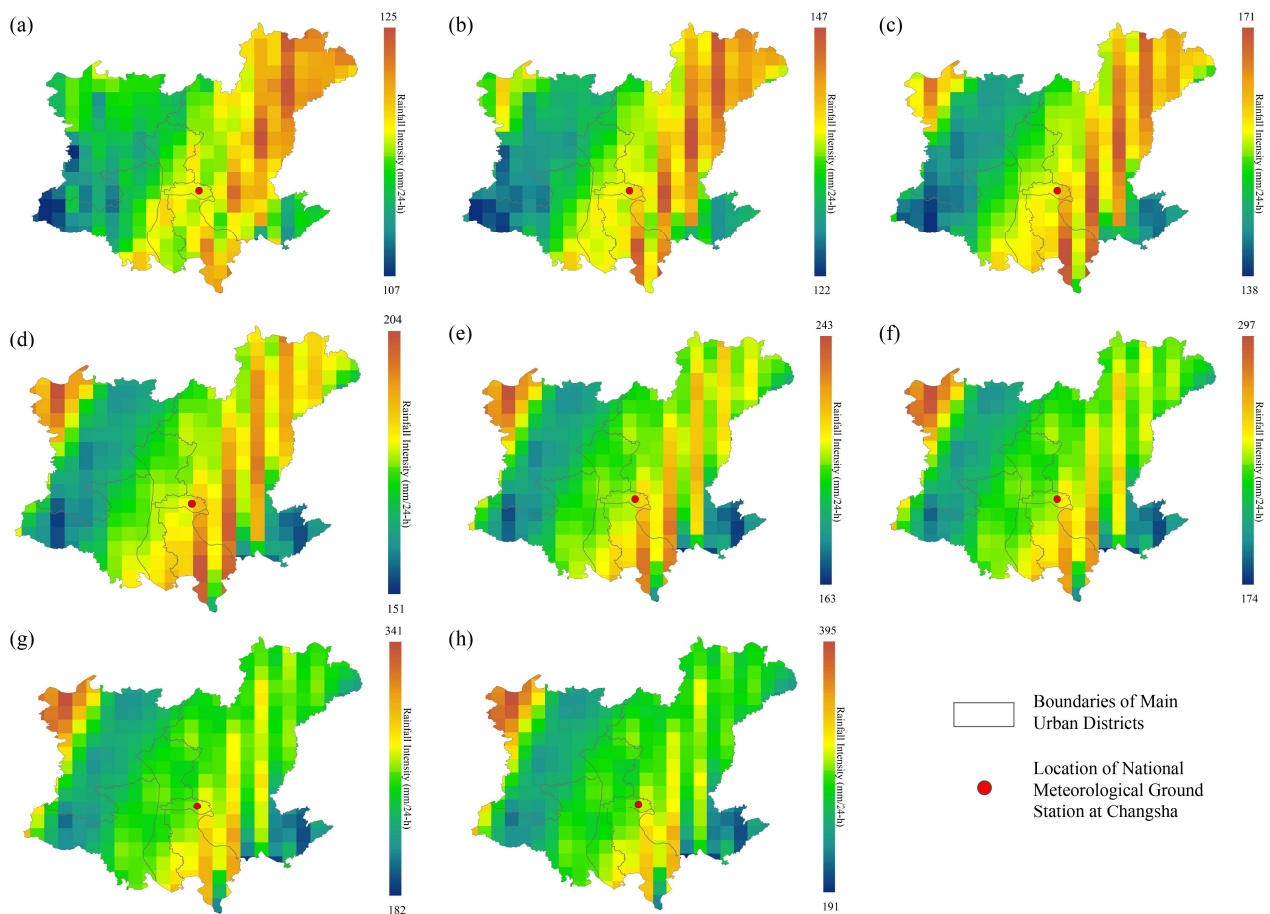 (a)
125
Rainfall Intensity (mm/24-h)
107
(b)
147
Rainfall Intensity (mm/24-h)
122
(c)
171
Rainfall Intensity (mm/24-h)
138
(d)
204
Rainfall Intensity (mm/24-h)
151
(e)
243
Rainfall Intensity (mm/24-h)
163
(f)
297
Rainfall Intensity (mm/24-h)
174
(g)
341
Rainfall Intensity (mm/24-h)
182
(h)
395
Rainfall Intensity (mm/24-h)
191
Boundaries of Main
Urban Districts
Location of National
Meteorological Ground
Station at Changsha